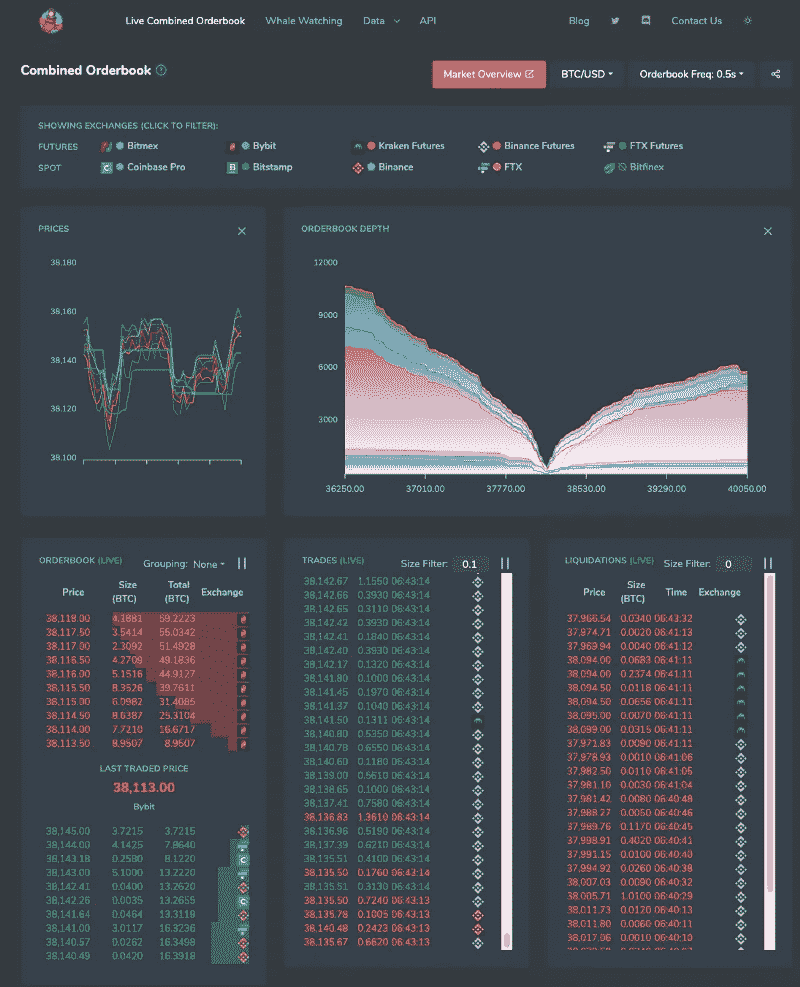 Live Combined Orderbook Whale Watching Data API Blog Contact Us
Combined Orderbook
Market Overview BTC/USD Orderbook Freq: 0.5s
SHOWING EXCHANGES (CLICK TO FILTER):
FUTURES Bitmex Bybit Kraken Futures Binance Futures FTX Futures
SPOT Coinbase Pro Bitstamp Binance FTX Bitfinex
PRICES
38,180
38,160
38,140
38,120
38,100
ORDERBOOK DEPTH
12000
9000
6000
3000
36250.00 37010.00 37770.00 38530.00 39290.00 40050.00
ORDERBOOK (LIVE) Grouping: None
Price Size (BTC) Total (BTC) Exchange
38,118.00 4.1881 59.2223
38,117.50 3.5414 55.0342
38,117.00 2.3092 51.4928
38,116.50 4.2709 49.1836
38,116.00 5.1516 44.9127
38,115.50 8.3526 39.7611
38,115.00 6.0982 31.4085
38,114.50 8.6387 25.3104
38,114.00 7.7210 16.6717
38,113.50 8.9507 8.9507
LAST TRADED PRICE
38,113.00
Bybit
38,145.00 3.7215 3.7215
38,144.00 4.1425 7.8640
38,143.18 0.2580 8.1220
38,143.00 5.1000 13.2220
38,142.41 0.0400 13.2620
38,142.26 0.0035 13.2655
38,141.64 0.0464 13.3119
38,141.00 3.0117 16.3236
38,140.57 0.0262 16.3498
38,140.49 0.0420 16.3918
TRADES (LIVE) Size Filter: 0.1
38,142.67 1.1550 06:43:14
38,142.66 0.3930 06:43:14
38,142.65 0.3110 06:43:14
38,142.42 0.3930 06:43:14
38,142.41 0.1840 06:43:14
38,142.40 0.3930 06:43:14
38,142.17 0.1320 06:43:14
38,141.80 0.1000 06:43:14
38,141.45 0.1970 06:43:14
38,141.37 0.1040 06:43:14
38,141.50 0.1311 06:43:14
38,140.80 0.5350 06:43:14
38,140.78 0.6550 06:43:14
38,140.60 0.1180 06:43:14
38,139.00 0.5610 06:43:14
38,138.65 0.1000 06:43:14
38,137.41 0.7580 06:43:14
38,136.83 1.3610 06:43:14
38,136.96 0.5190 06:43:14
38,137.39 0.6210 06:43:14
38,135.51 0.4100 06:43:14
38,135.50 0.1760 06:43:14
38,135.51 0.3130 06:43:14
38,135.50 0.7240 06:43:13
38,135.78 0.1005 06:43:13
38,140.48 0.2423 06:43:13
38,135.67 0.6620 06:43:13
LIQUIDATIONS (LIVE) Size Filter: 0
Price Size (BTC) Time Exchange
37,966.54 0.0340 06:43:32
37,974.71 0.0020 06:41:13
37,969.94 0.0040 06:41:12
38,094.00 0.0683 06:41:11
38,094.00 0.2374 06:41:11
38,094.50 0.0118 06:41:11
38,094.50 0.0656 06:41:11
38,095.00 0.0070 06:41:11
38,099.00 0.0315 06:41:11
37,971.83 0.0090 06:41:11
37,978.93 0.0010 06:41:06
37,982.50 0.0110 06:41:05
37,981.10 0.0030 06:41:04
37,981.42 0.0080 06:40:48
37,988.27 0.0050 06:40:46
37,989.76 0.1170 06:40:45
37,998.91 0.4020 06:40:41
37,991.15 0.0100 06:40:40
37,994.92 0.0260 06:40:38
38,007.03 0.0090 06:40:32
38,005.71 1.0100 06:40:29
38,011.73 0.0120 06:40:13
38,011.80 0.0060 06:40:11
38,017.06 0.0010 06:40:10